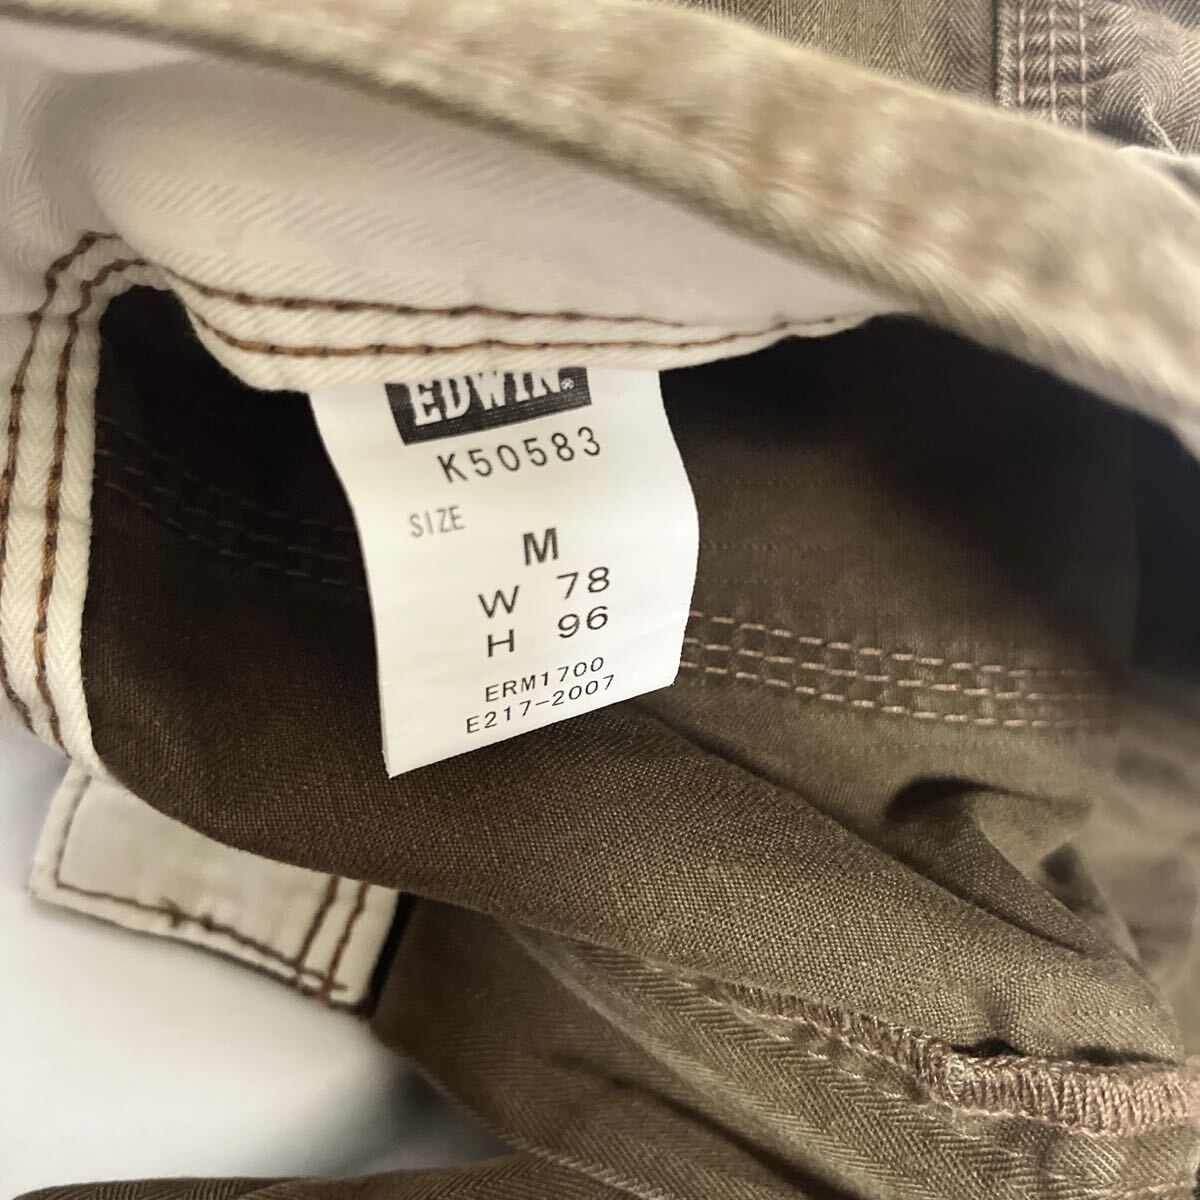 EDWIN®
K50583
SIZE
M
W 78
H 96
ERM1700
E217-2007